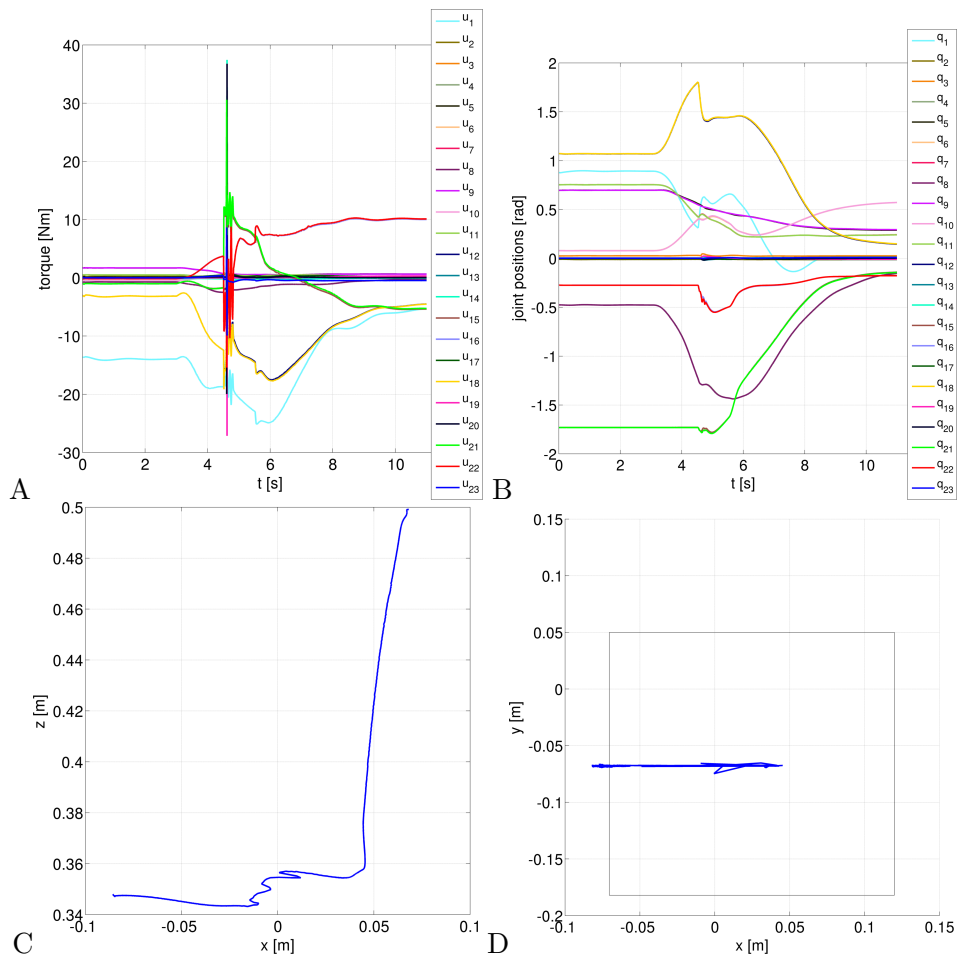 40
30
20
10
0
-10
-20
-30
torque [Nm]
0 2 4 6 8 10
t [s]
A
u1
u2
u3
u4
u5
u6
u7
u8
u9
u10
u11
u12
u13
u14
u15
u16
u17
u18
u19
u20
u21
u22
u23
2
1.5
1
0.5
0
-0.5
-1
-1.5
-2
joint positions [rad]
0 2 4 6 8 10
t [s]
B
q1
q2
q3
q4
q5
q6
q7
q8
q9
q10
q11
q12
q13
q14
q15
q16
q17
q18
q19
q20
q21
q22
q23
0.5
0.48
0.46
0.44
0.42
0.4
0.38
0.36
0.34
z [m]
-0.1 -0.05 0 0.05 0.1
x [m]
C
0.15
0.1
0.05
0
-0.05
-0.1
-0.15
-0.2
y [m]
-0.1 -0.05 0 0.05 0.1 0.15
x [m]
D